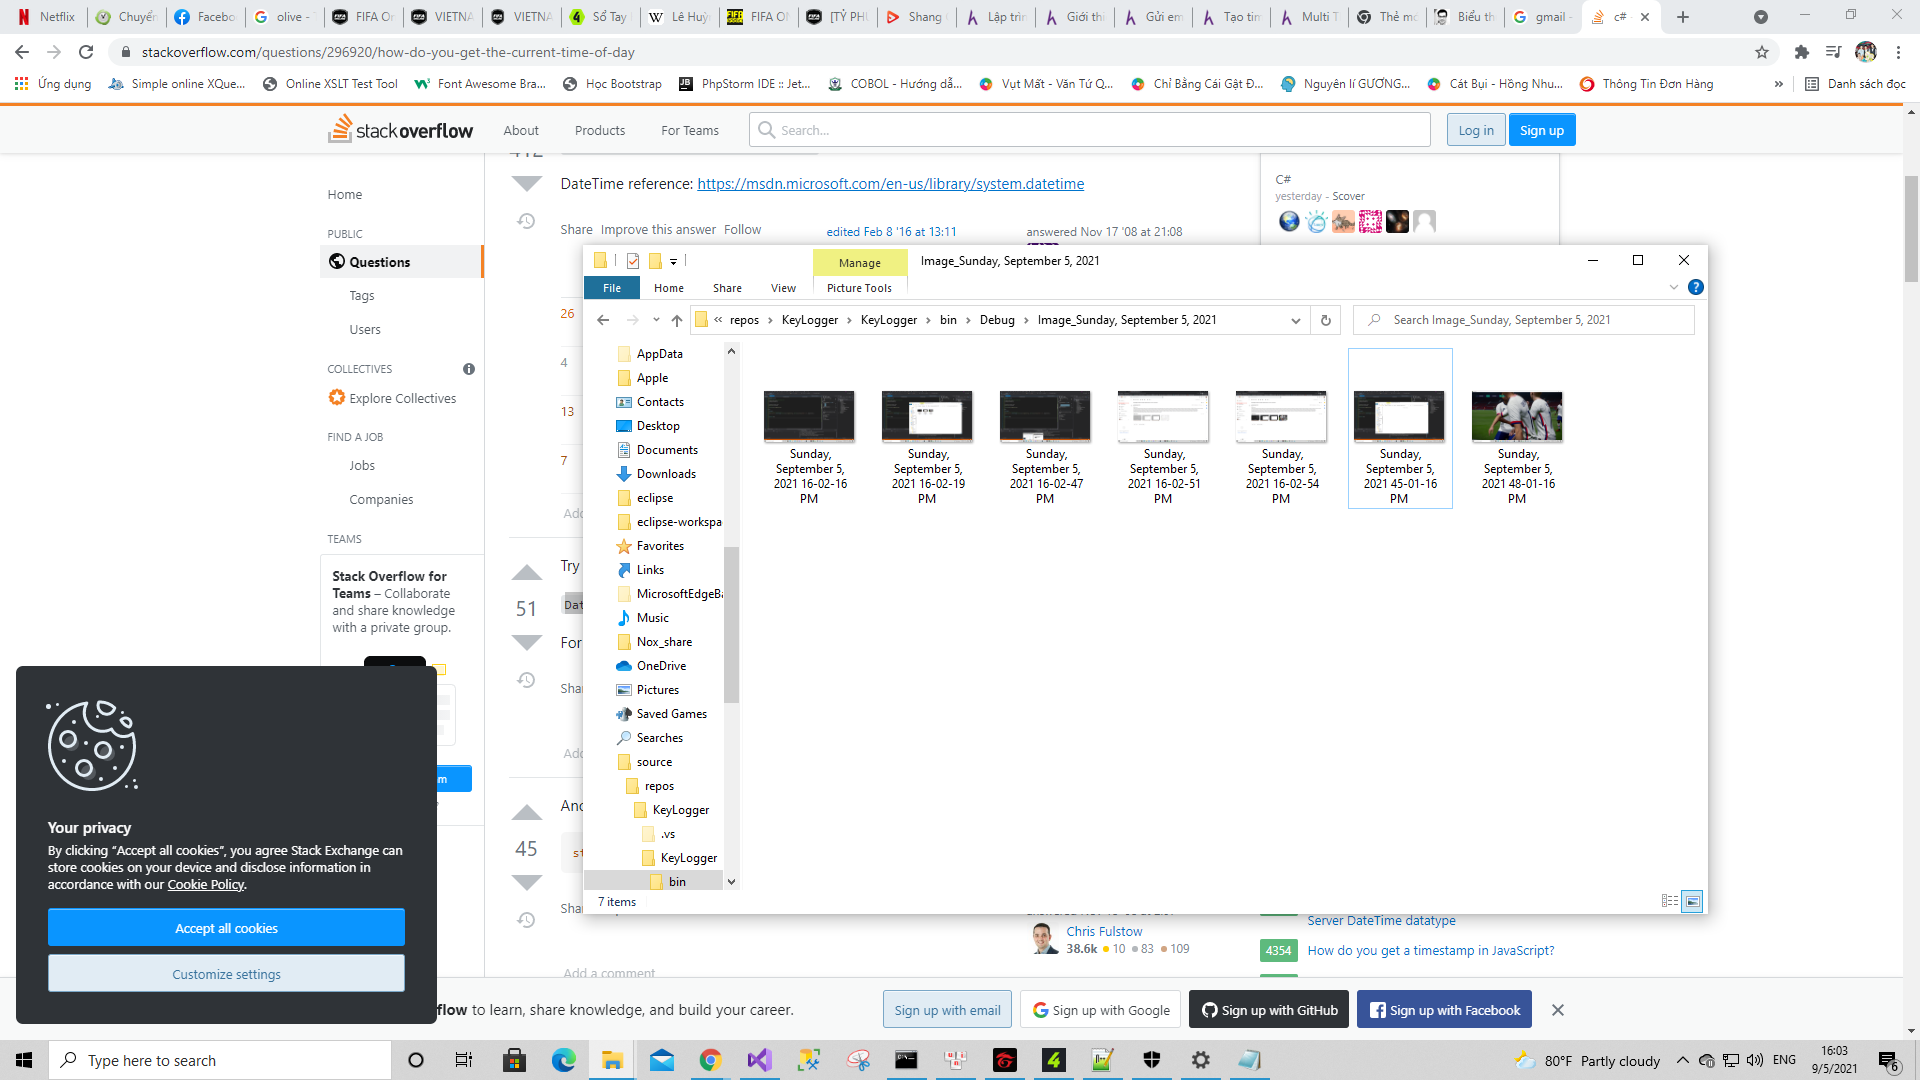 Netflix
Chuyển
Facebo
olive -
FIFA On
VIETNA
VIETNA
Sổ Tay
Lê Huỳ
FIFA ON
[TỶ PHU
Shang
Lập trìn
Giới thi
Gửi em
Tạo tin
Multi T
Thẻ mo
Biểu th
gmail -
c#
stackoverflow.com/questions/296920/how-do-you-get-the-current-time-of-day
Ứng dụng
Simple online XQue...
Online XSLT Test Tool
Font Awesome Bra...
Học Bootstrap
PhpStorm IDE :: Jet...
COBOL - Hướng dẫ...
Vụt Mất - Văn Tứ Q...
Chỉ Bằng Cái Gật Đ...
Nguyên lí GƯƠNG...
Cát Bụi - Hồng Nhu...
Thông Tin Đơn Hàng
»
Danh sách đọc
stackoverflow
About
Products
For Teams
Search...
Log in
Sign up
412
DateTime reference: https://msdn.microsoft.com/en-us/library/system.datetime
Share Improve this answer Follow
edited Feb 8 '16 at 13:11
answered Nov 17 '08 at 21:08
C#
yesterday - Scover
Home
PUBLIC
Questions
Tags
Users
COLLECTIVES
Explore Collectives
FIND A JOB
Jobs
Companies
TEAMS
Stack Overflow for
Teams – Collaborate
and share knowledge
with a private group.
26
4
13
7
Add
Try
51
Dat
For
Shar
Add
And
45
st
Shar
Manage
Image_Sunday, September 5, 2021
File
Home
Share
View
Picture Tools
« repos › KeyLogger › KeyLogger › bin › Debug › Image_Sunday, September 5, 2021
Search Image_Sunday, September 5, 2021
AppData
Apple
Contacts
Desktop
Documents
Downloads
eclipse
eclipse-workspa
Favorites
Links
MicrosoftEdgeBa
Music
Nox_share
OneDrive
Pictures
Saved Games
Searches
source
repos
KeyLogger
.vs
KeyLogger
bin
Sunday,
September 5,
2021 16-02-16
PM
Sunday,
September 5,
2021 16-02-19
PM
Sunday,
September 5,
2021 16-02-47
PM
Sunday,
September 5,
2021 16-02-51
PM
Sunday,
September 5,
2021 16-02-54
PM
Sunday,
September 5,
2021 45-01-16
PM
Sunday,
September 5,
2021 48-01-16
PM
7 items
Chris Fulstow
38.6k 10 83 109
Add a comment
Server DateTime datatype
4354 How do you get a timestamp in JavaScript?
Your privacy
By clicking “Accept all cookies”, you agree Stack Exchange can
store cookies on your device and disclose information in
accordance with our Cookie Policy.
Accept all cookies
Customize settings
flow to learn, share knowledge, and build your career.
Sign up with email
Sign up with Google
Sign up with GitHub
Sign up with Facebook
Type here to search
80°F Partly cloudy
ENG
16:03
9/5/2021
6